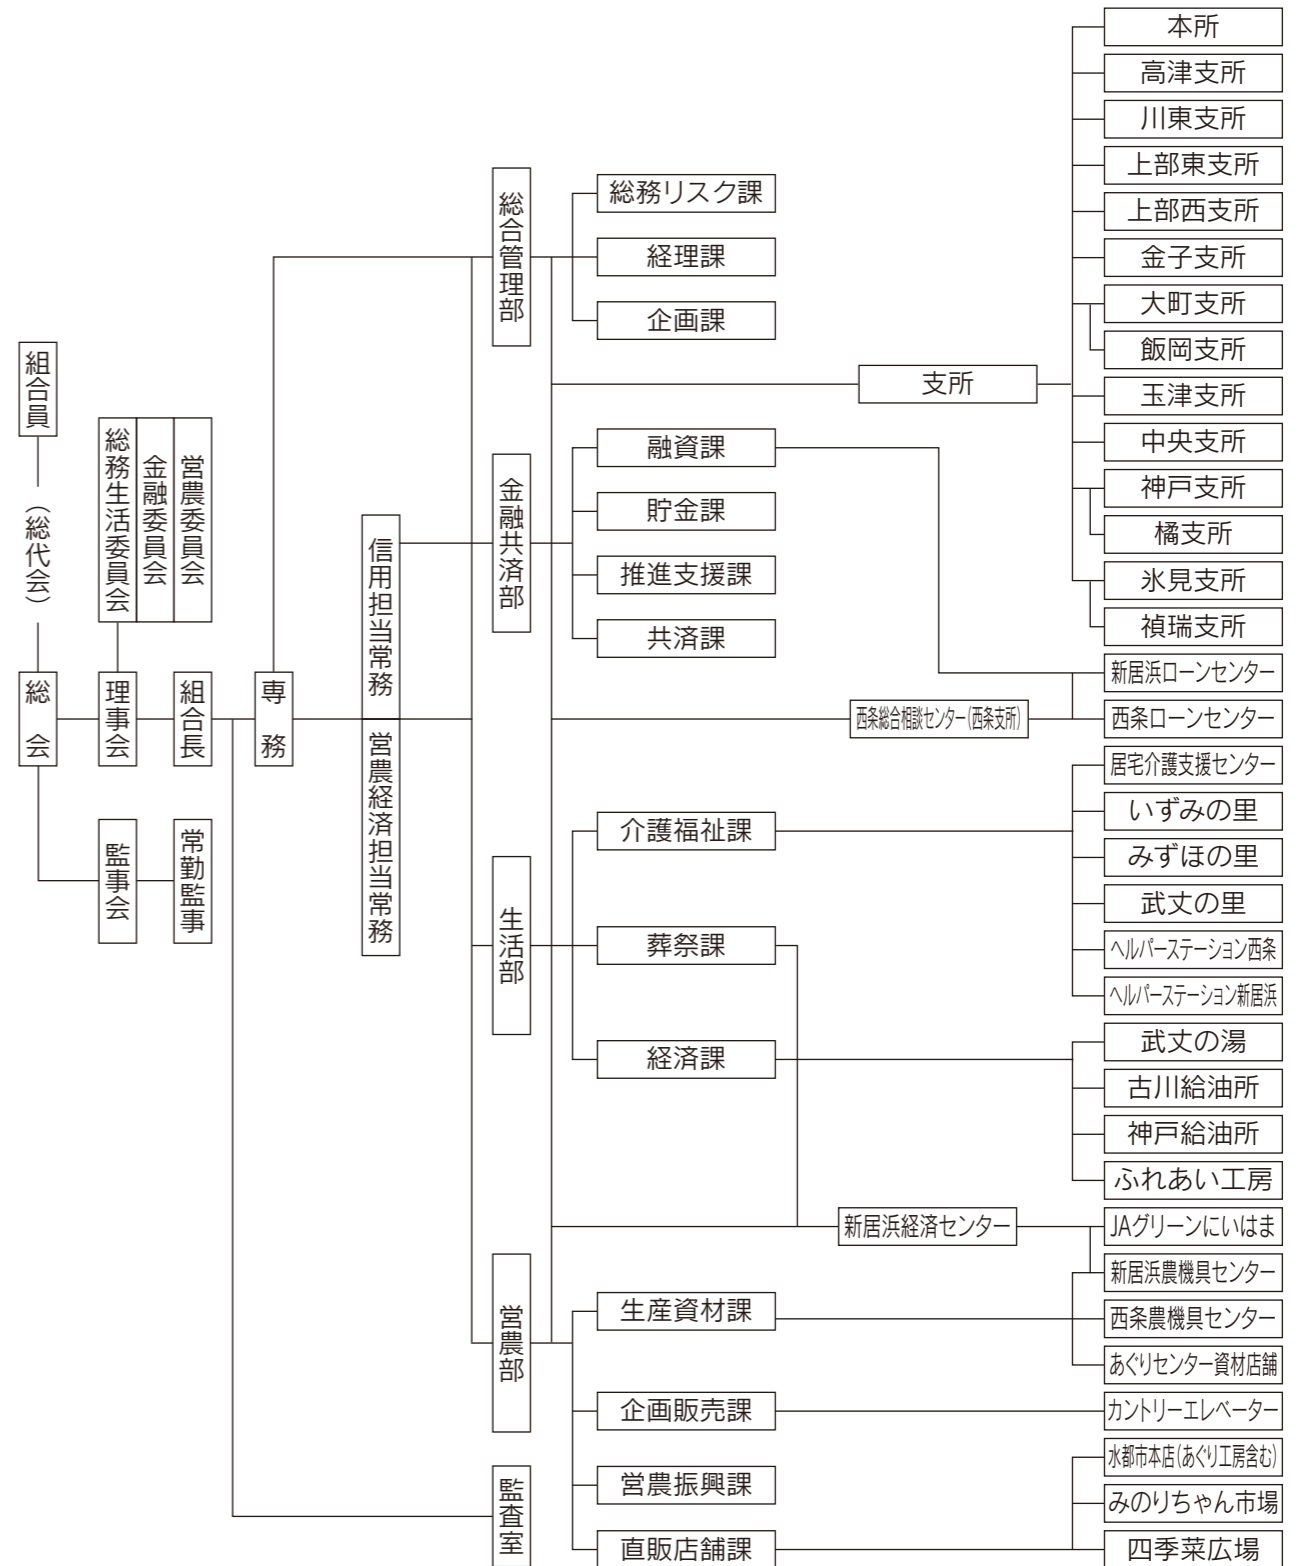 組合員
(総代会)
総会
総務生活委員会
金融委員会
営農委員会
理事会
組合長
監事会
常勤監事
専務
信用担当常務
営農経済担当常務
総合管理部
総務リスク課
経理課
企画課
金融共済部
融資課
貯金課
推進支援課
共済課
生活部
介護福祉課
葬祭課
経済課
営農部
生産資材課
企画販売課
営農振興課
直販店舗課
監査室
支所
西条総合相談センター(西条支所)
新居浜経済センター
本所
高津支所
川東支所
上部東支所
上部西支所
金子支所
大町支所
飯岡支所
玉津支所
中央支所
神戸支所
橘支所
氷見支所
禎瑞支所
新居浜ローンセンター
西条ローンセンター
居宅介護支援センター
いずみの里
みずほの里
武丈の里
ヘルパーステーション西条
ヘルパーステーション新居浜
武丈の湯
古川給油所
神戸給油所
ふれあい工房
JAグリーンにいはま
新居浜農機具センター
西条農機具センター
あぐりセンター資材店舗
カントリーエレベーター
水都市本店(あぐり工房含む)
みのりちゃん市場
四季菜広場